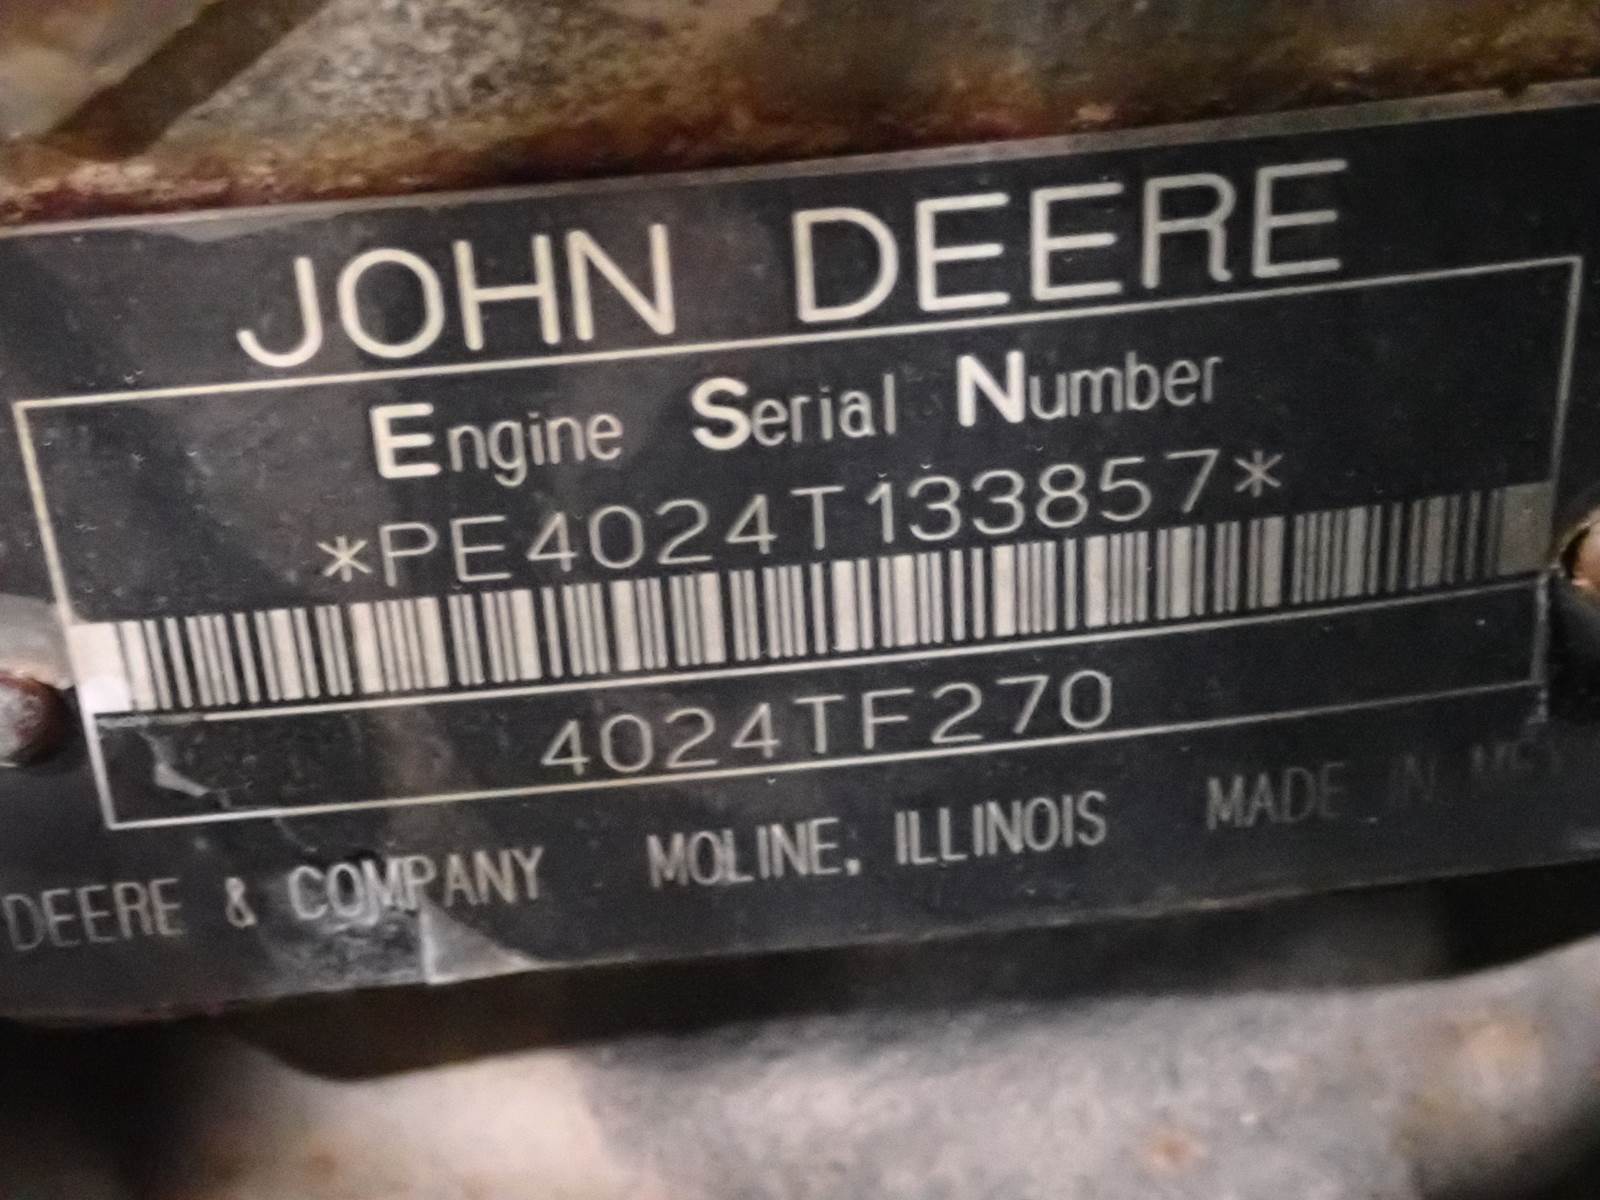 JOHN DEERE
Engine Serial Number
*PE4024T133857*
4024TF270
DEERE & COMPANY MOLINE, ILLINOIS MADE IN